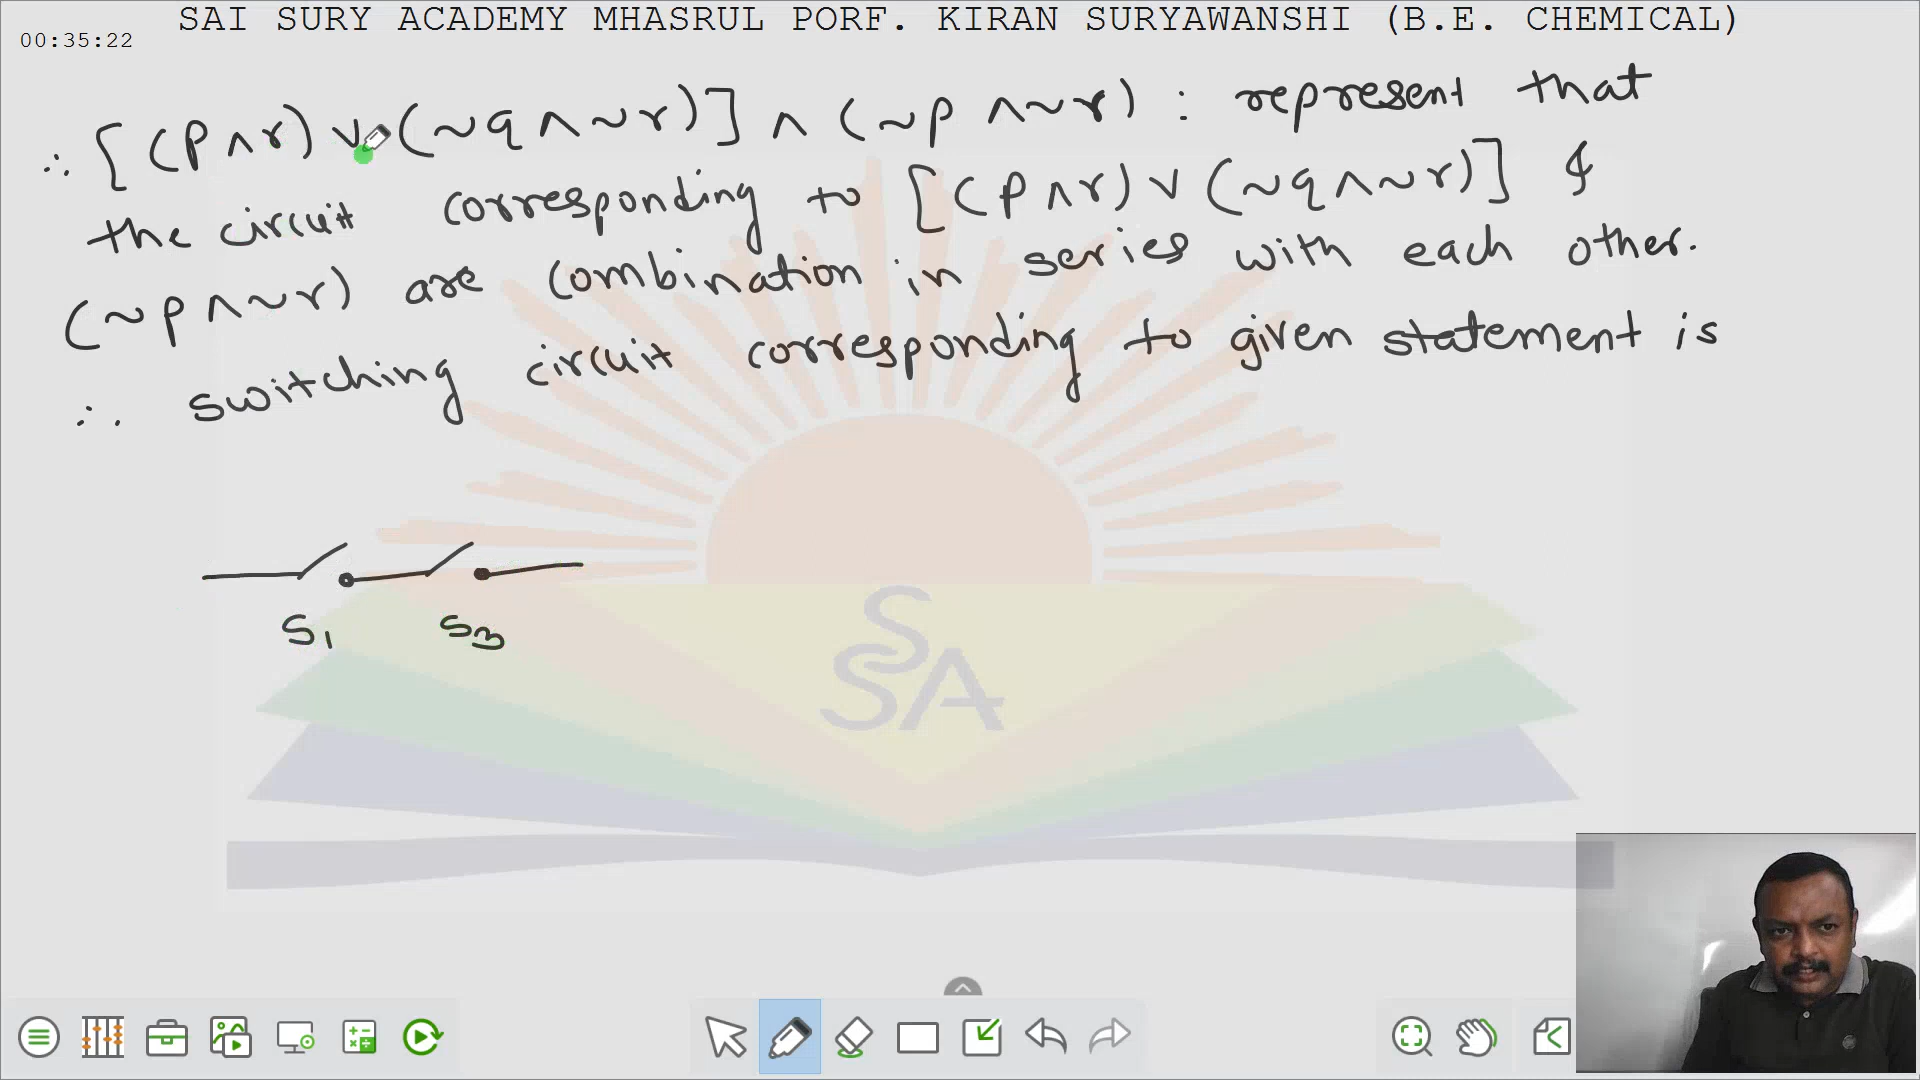 SAI SURY ACADEMY MHASRUL PORF. KIRAN SURYAWANSHI (B.E. CHEMICAL)
00:35:22
∴ [(p∧r) ∨ (~q∧~r)] ∧ (~p∧~r) : represent that
the circuit corresponding to [(p∧r) ∨ (~q∧~r)] &
(~p∧~r) are combination in series with each other.
∴ switching circuit corresponding to given statement is
S1 S3
SSA